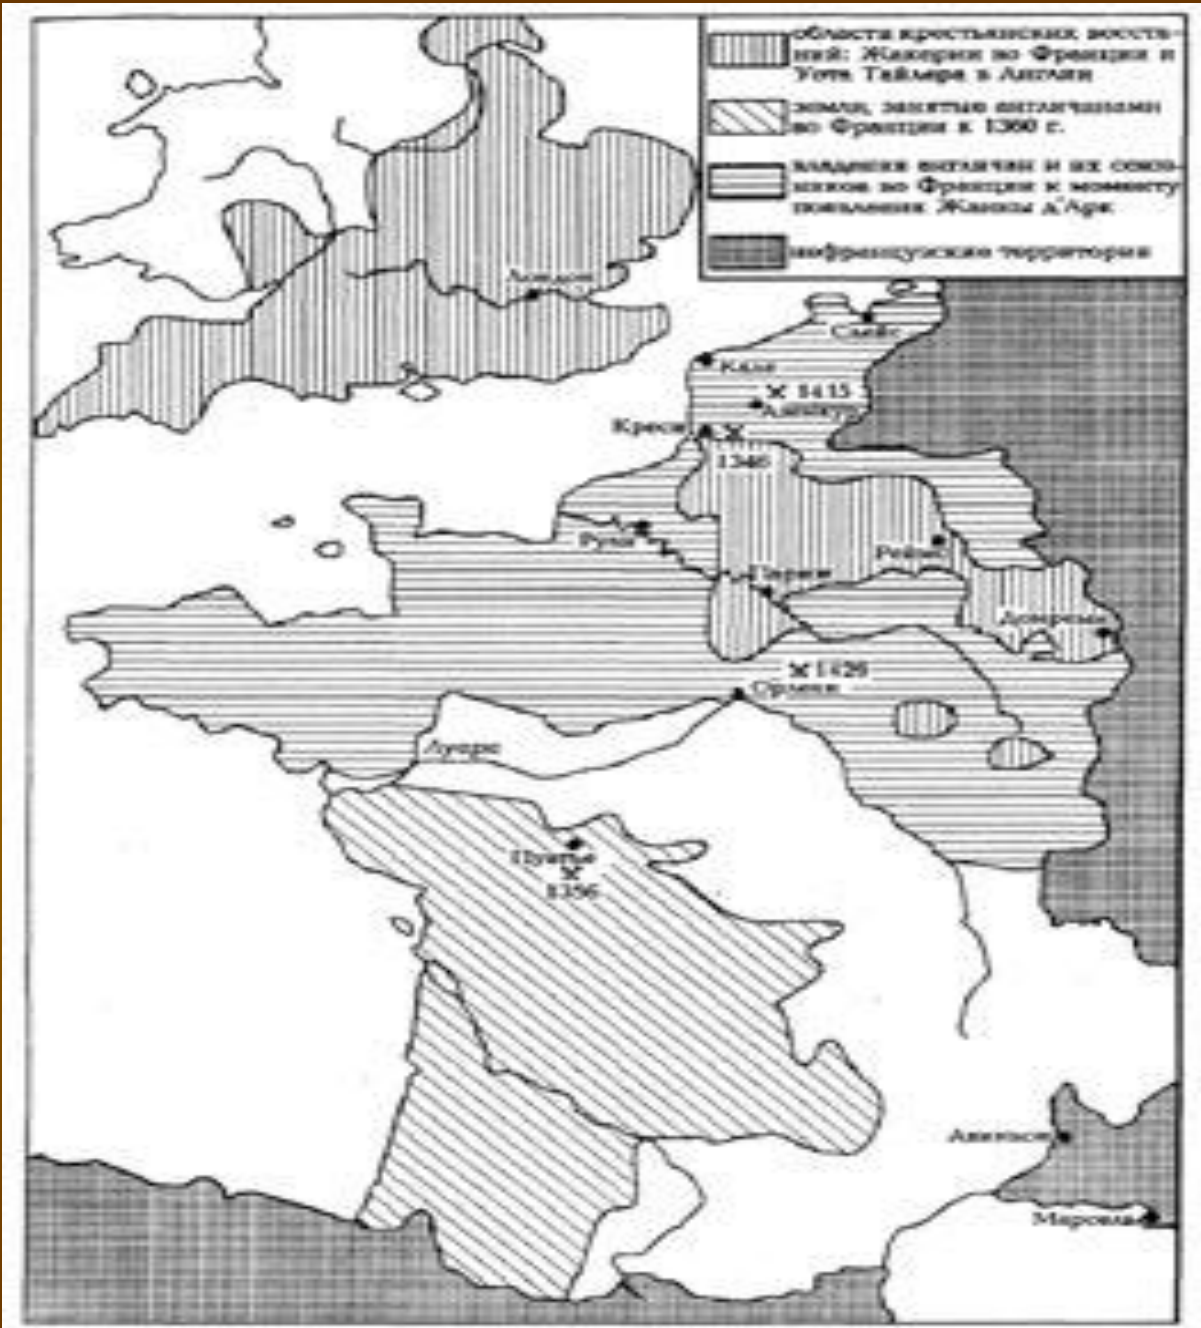 области крестьянских восста-
ний: Жакерии во Франции и
Уота Тайлера в Англии
земли, занятые англичанами
во Франции к 1360 г.
владения англичан и их союз-
ников во Франции к моменту
появления Жанны д'Арк
нефранцузские территории
Лондон
Слейс
Кале
1415
Азенкур
Креси
1346
Руан
Реймс
Париж
Домреми
Орлеан
Луара
Пуатье
1356
Авиньон
Марсель